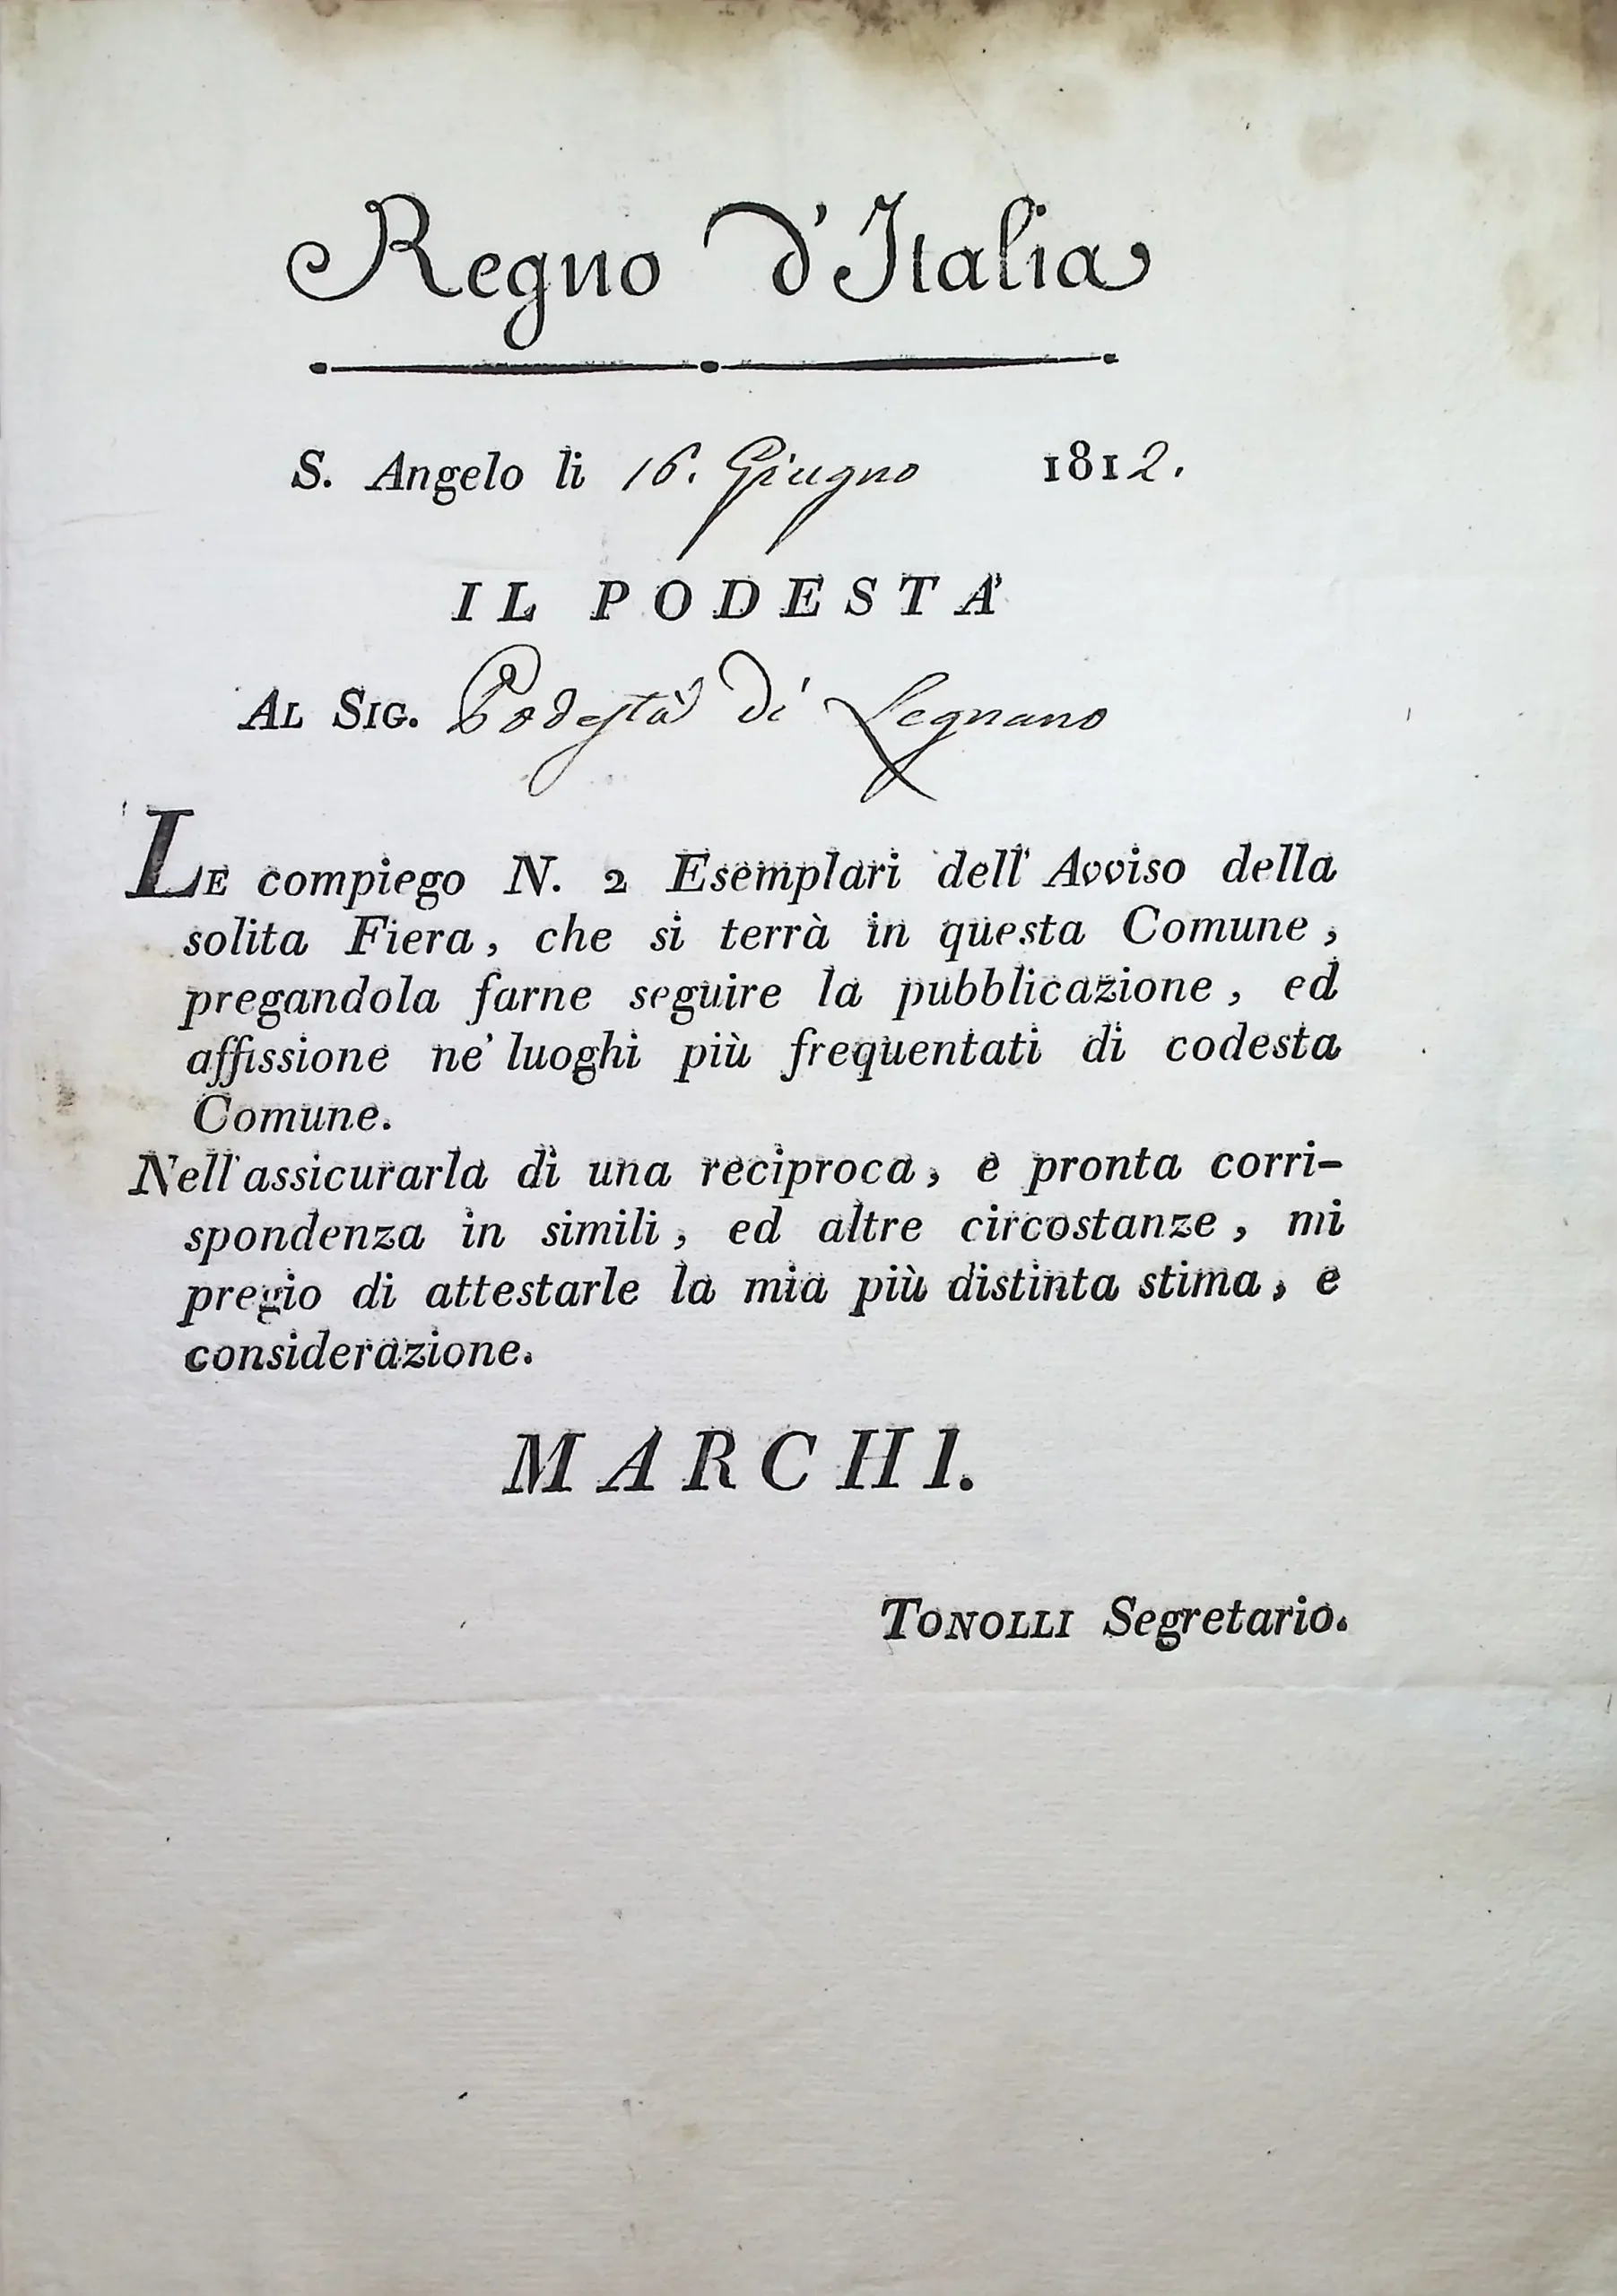 Regno d'Italia
S. Angelo li 16. Giugno 1812.
IL PODESTA'
AL SIG. Podestà di Legnano
LE compiego N. 2 Esemplari dell' Avviso della
solita Fiera, che si terrà in questa Comune,
pregandola farne seguire la pubblicazione, ed
affissione ne' luoghi più frequentati di codesta
Comune.
Nell'assicurarla di una reciproca, e pronta corri-
spondenza in simili, ed altre circostanze, mi
pregio di attestarle la mia più distinta stima, e
considerazione.
MARCHI.
TONOLLI Segretario.